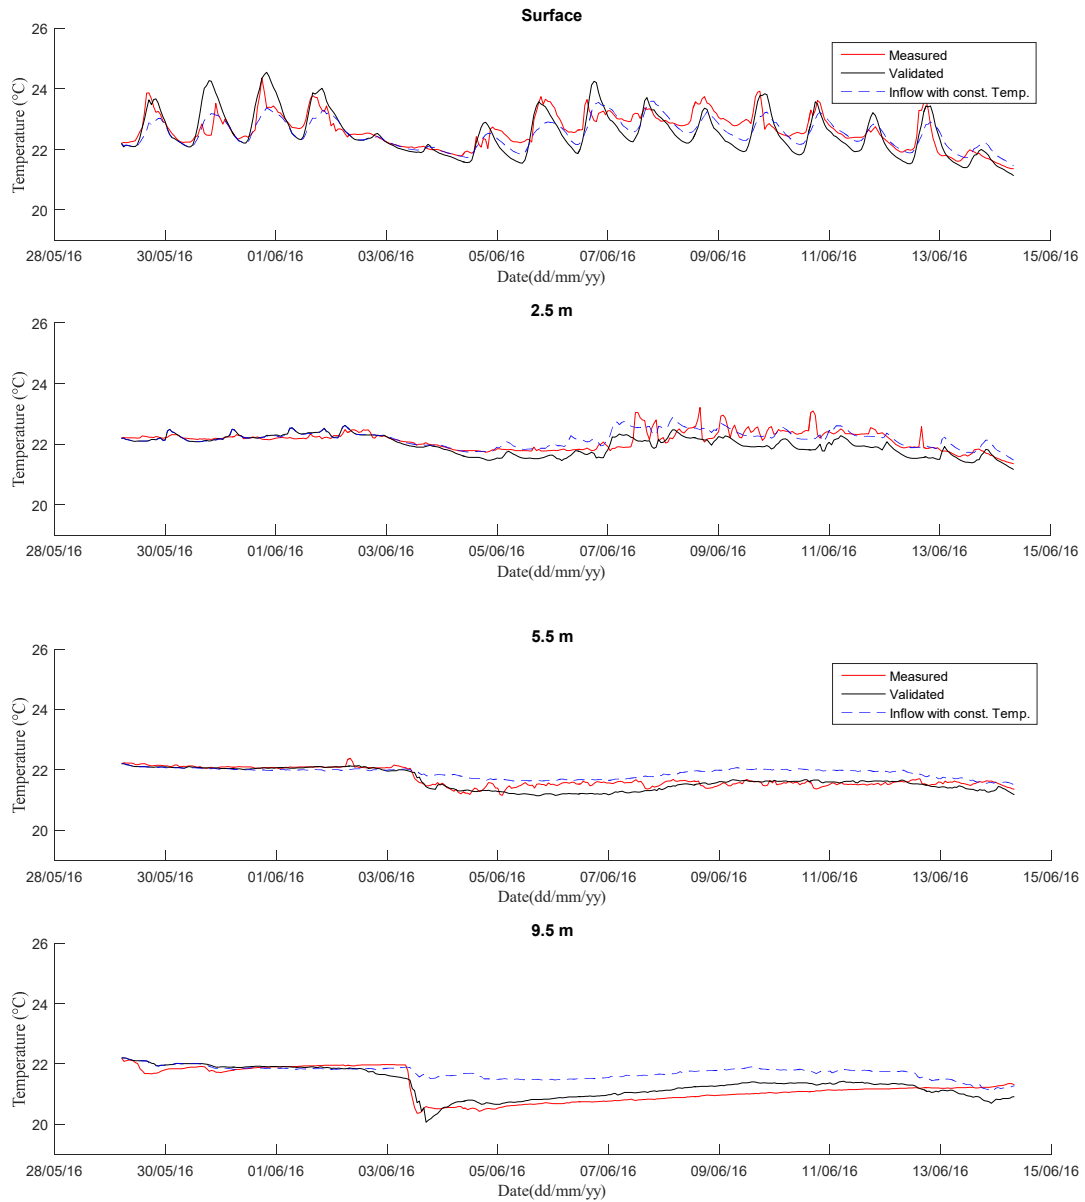 Surface
26
24
22
20
Temperature (°C)
Measured
Validated
Inflow with const. Temp.
28/05/16 30/05/16 01/06/16 03/06/16 05/06/16 07/06/16 09/06/16 11/06/16 13/06/16 15/06/16
Date(dd/mm/yy)
2.5 m
26
24
22
20
Temperature (°C)
28/05/16 30/05/16 01/06/16 03/06/16 05/06/16 07/06/16 09/06/16 11/06/16 13/06/16 15/06/16
Date(dd/mm/yy)
5.5 m
26
24
22
20
Temperature (°C)
Measured
Validated
Inflow with const. Temp.
28/05/16 30/05/16 01/06/16 03/06/16 05/06/16 07/06/16 09/06/16 11/06/16 13/06/16 15/06/16
Date(dd/mm/yy)
9.5 m
26
24
22
20
Temperature (°C)
28/05/16 30/05/16 01/06/16 03/06/16 05/06/16 07/06/16 09/06/16 11/06/16 13/06/16 15/06/16
Date(dd/mm/yy)